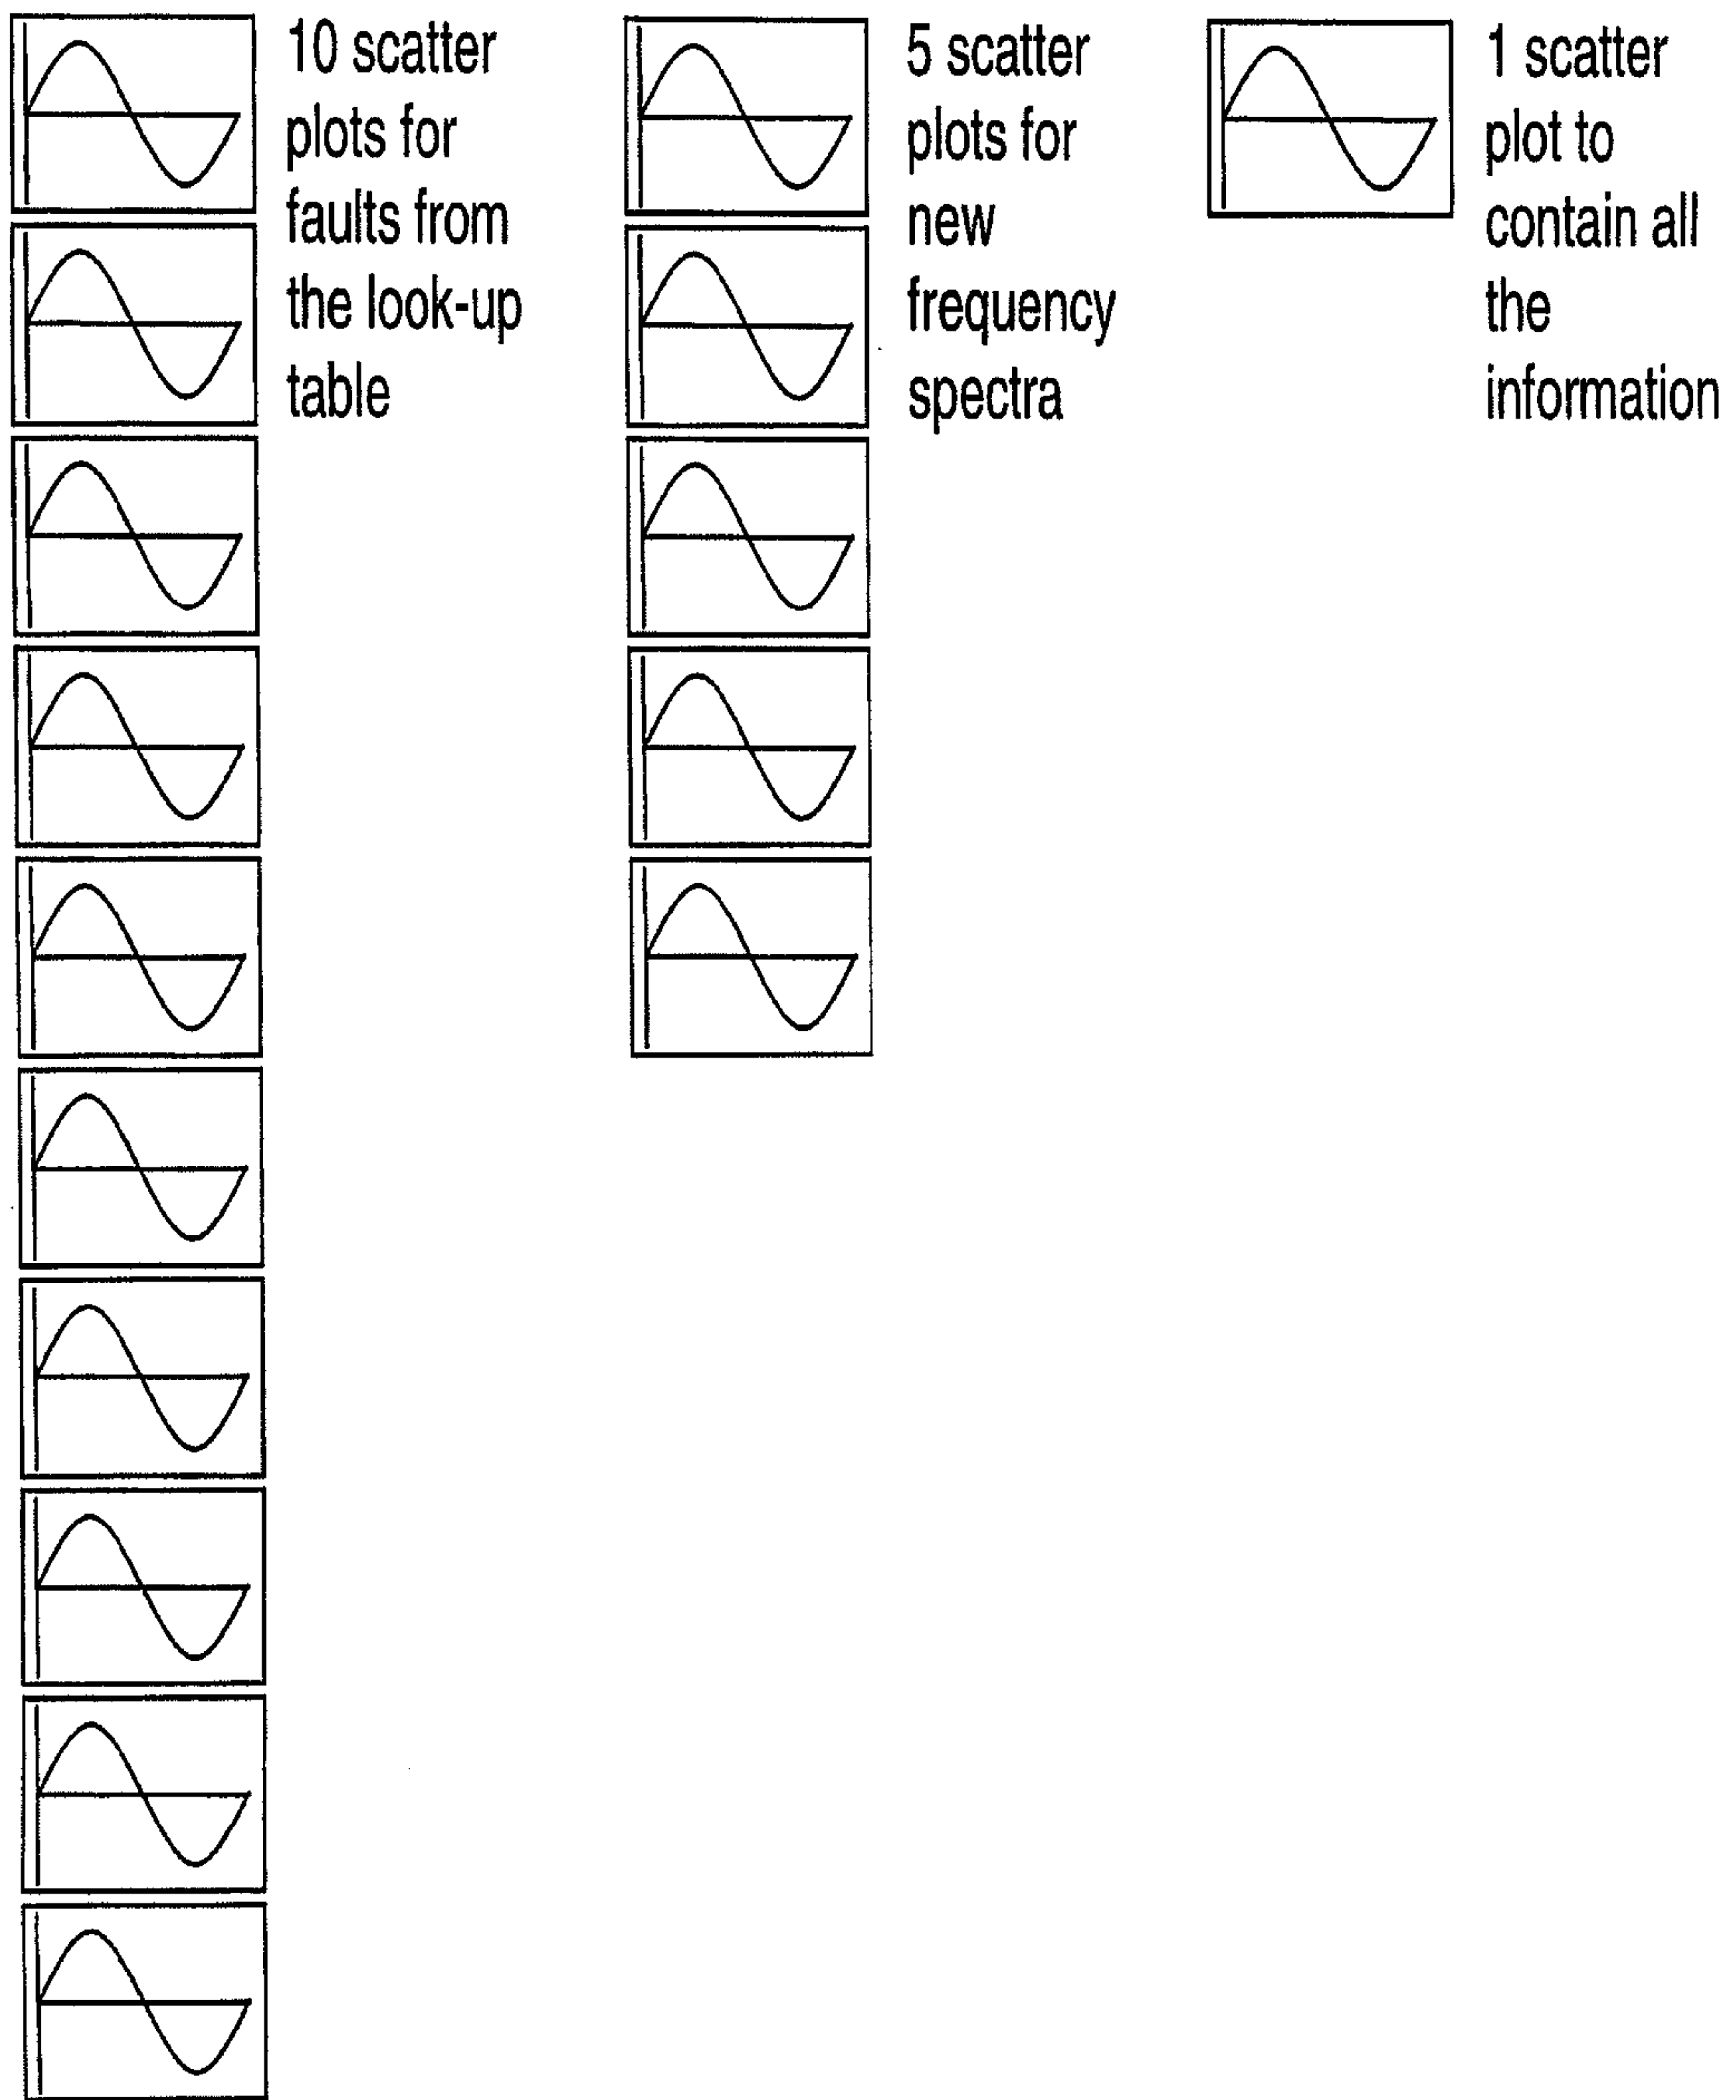 10 scatter
plots for
faults from
the look-up
table
5 scatter
plots for
new
frequency
spectra
1 scatter
plot to
contain all
the
information